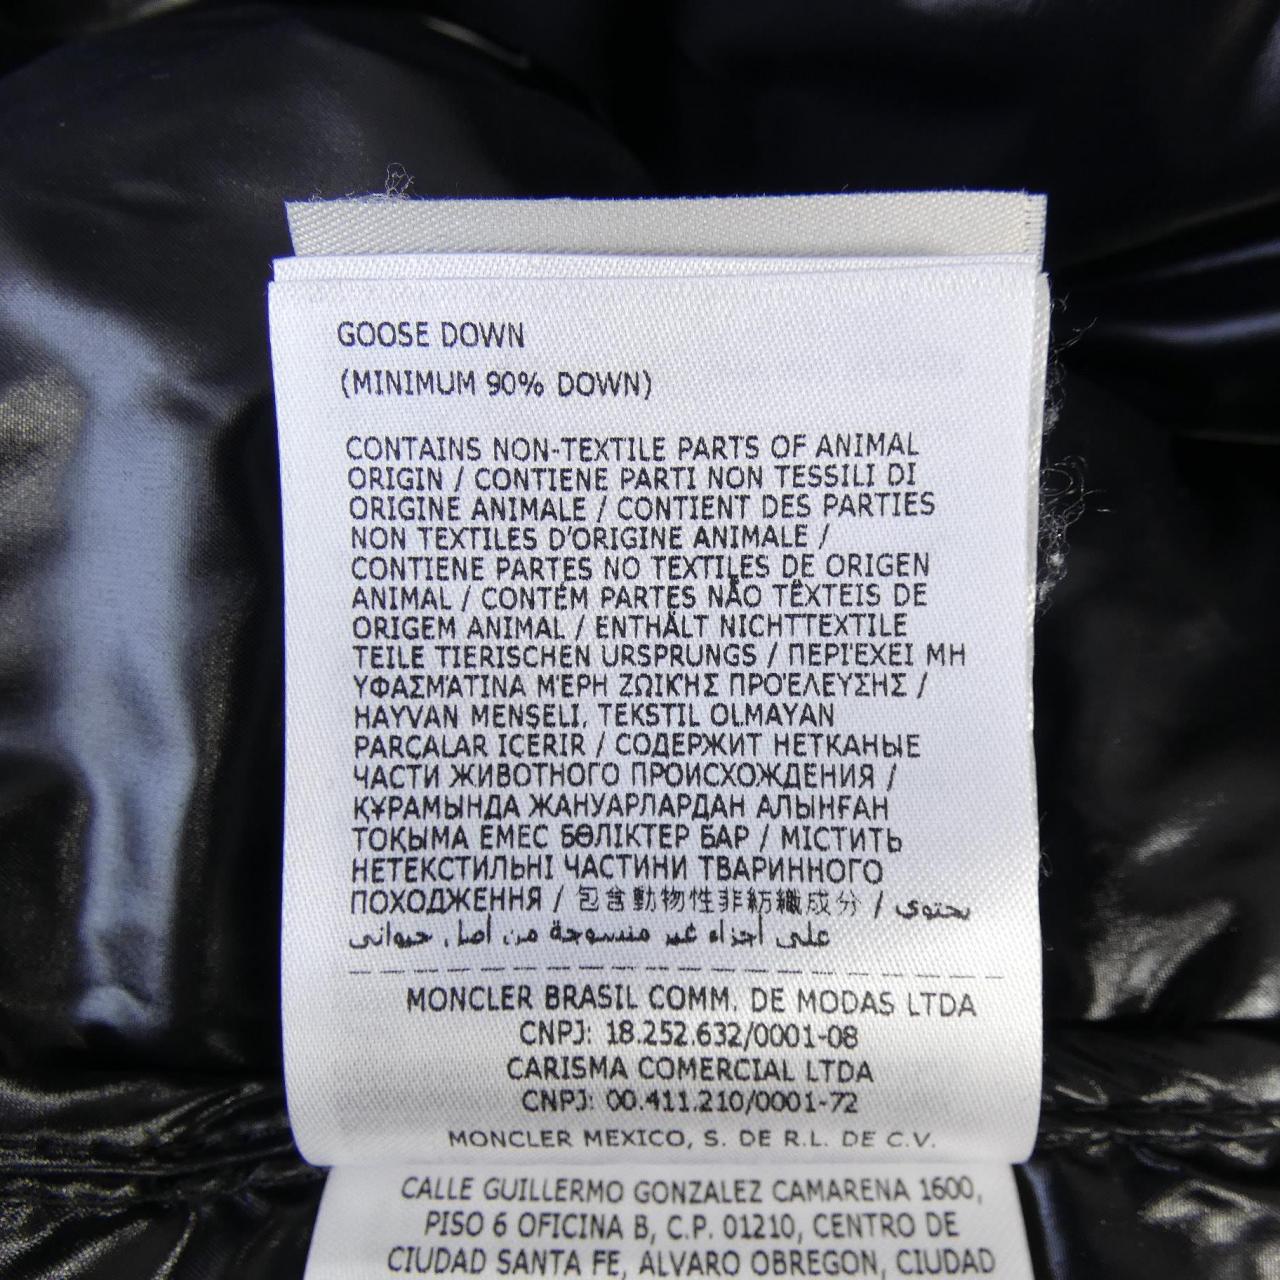 GOOSE DOWN
(MINIMUM 90% DOWN)
CONTAINS NON-TEXTILE PARTS OF ANIMAL
ORIGIN / CONTIENE PARTI NON TESSILI DI
ORIGINE ANIMALE / CONTIENT DES PARTIES
NON TEXTILES D'ORIGINE ANIMALE /
CONTIENE PARTES NO TEXTILES DE ORIGEN
ANIMAL / CONTÉM PARTES NÃO TËXTEIS DE
ORIGEM ANIMAL / ENTHÄLT NICHTTEXTILE
TEILE TIERISCHEN URSPRUNGS / ΠΕΡΙΈΧΕΙ ΜΗ
ΥΦΑΣΜΆΤΙΝΑ ΜΈΡΗ ΖΩΙΚΉΣ ΠΡΟΈΛΕΥΣΗΣ /
HAYVAN MENŞELI, TEKSTIL OLMAYAN
PARÇALAR IÇERIR / СОДЕРЖИТ НЕТКАНЫЕ
ЧАСТИ ЖИВОТНОГО ПРОИСХОЖДЕНИЯ /
ҚҰРАМЫНДА ЖАНУАРЛАРДАН АЛЫНҒАН
ТОҚЫМА ЕМЕС БӨЛІКТЕР БАР / МІСТИТЬ
НЕТЕКСТИЛЬНІ ЧАСТИНИ ТВАРИННОГО
ПОХОДЖЕННЯ / 包含動物性非紡織成分 / يحتوي
على أجزاء غير منسوجة من أصل حيواني
MONCLER BRASIL COMM. DE MODAS LTDA
CNPJ: 18.252.632/0001-08
CARISMA COMERCIAL LTDA
CNPJ: 00.411.210/0001-72
MONCLER MEXICO, S. DE R.L. DE C.V.
CALLE GUILLERMO GONZALEZ CAMARENA 1600,
PISO 6 OFICINA B, C.P. 01210, CENTRO DE
CIUDAD SANTA FE, ALVARO OBREGON, CIUDAD